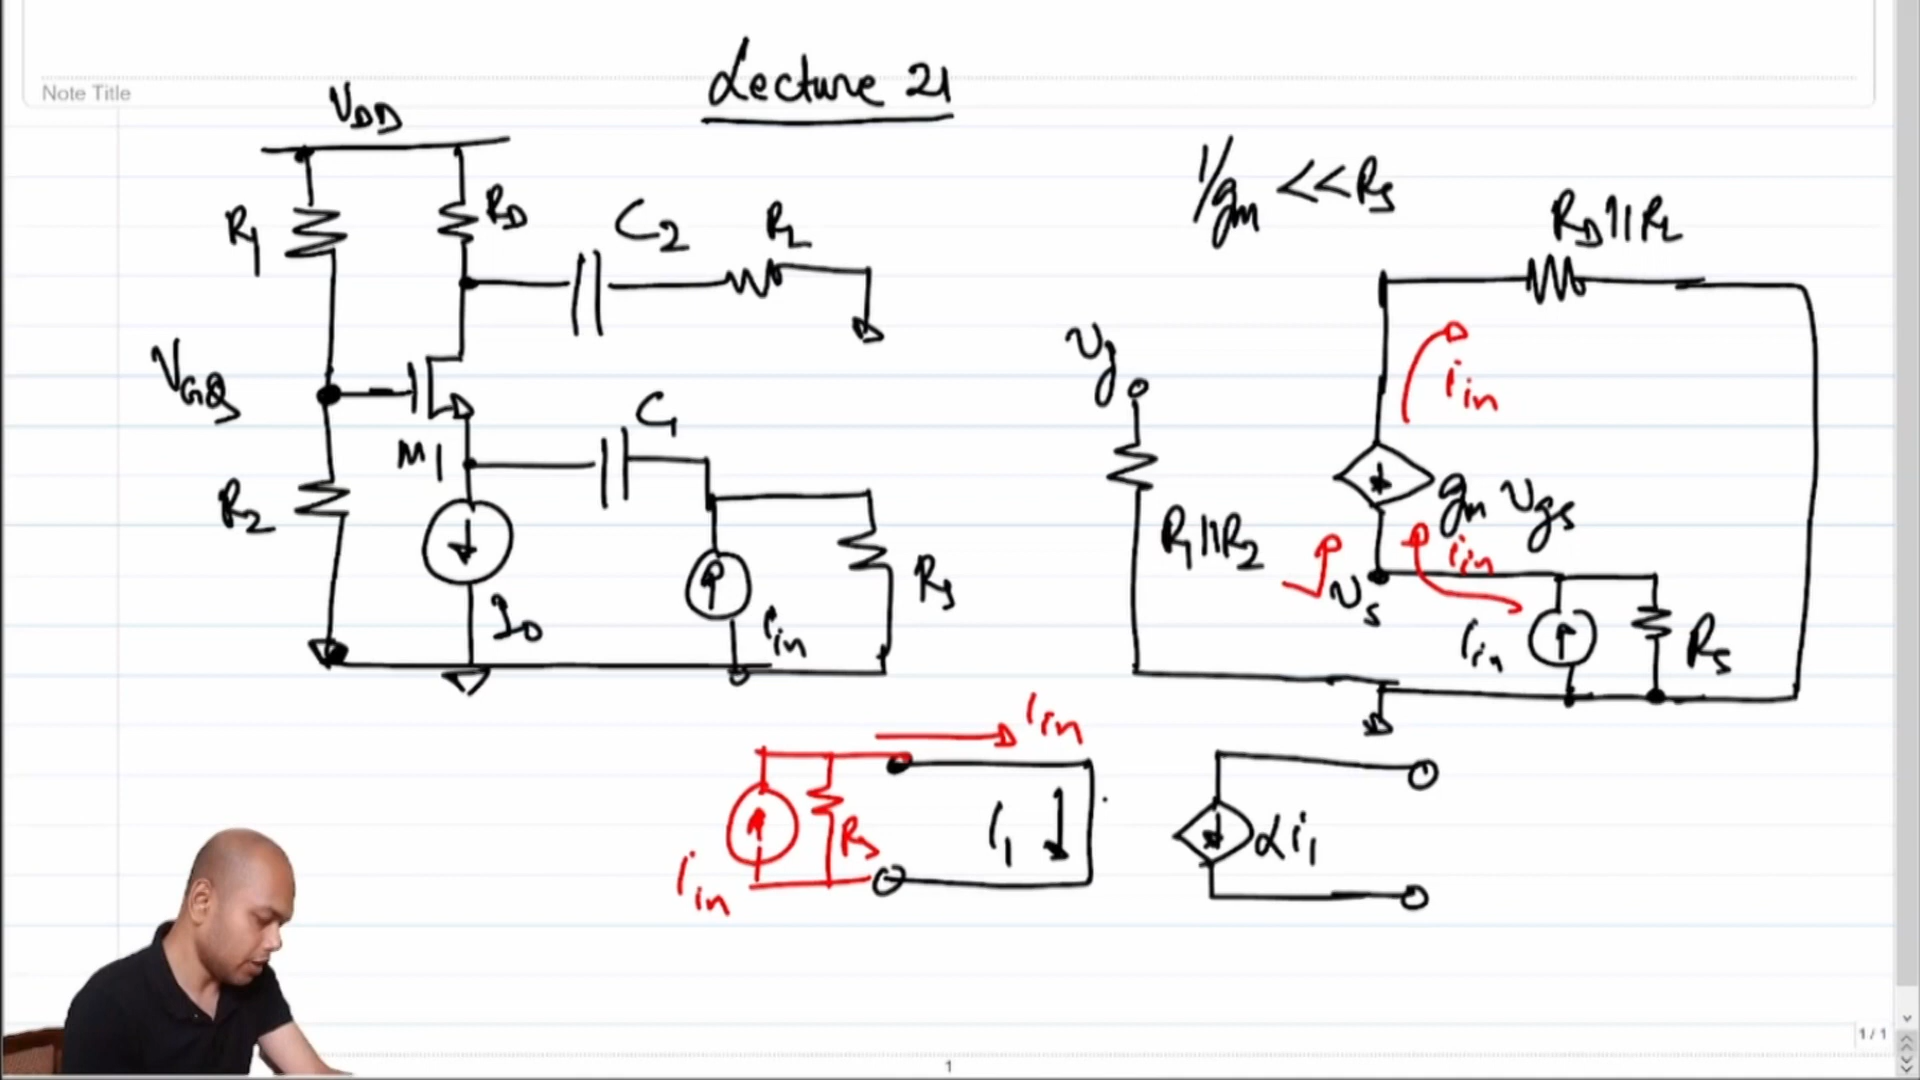 Note Title
Lecture 21
VDD
R1
RD
C2
RL
VGQ
M1
C1
R2
I0
iin
Rs
1/gm <<Rs
RD||RL
vg
iin
gm vgs
R1||R2
iin
vs
iin
Rs
iin
iin
Rs
i1
αi1
1 / 1
1